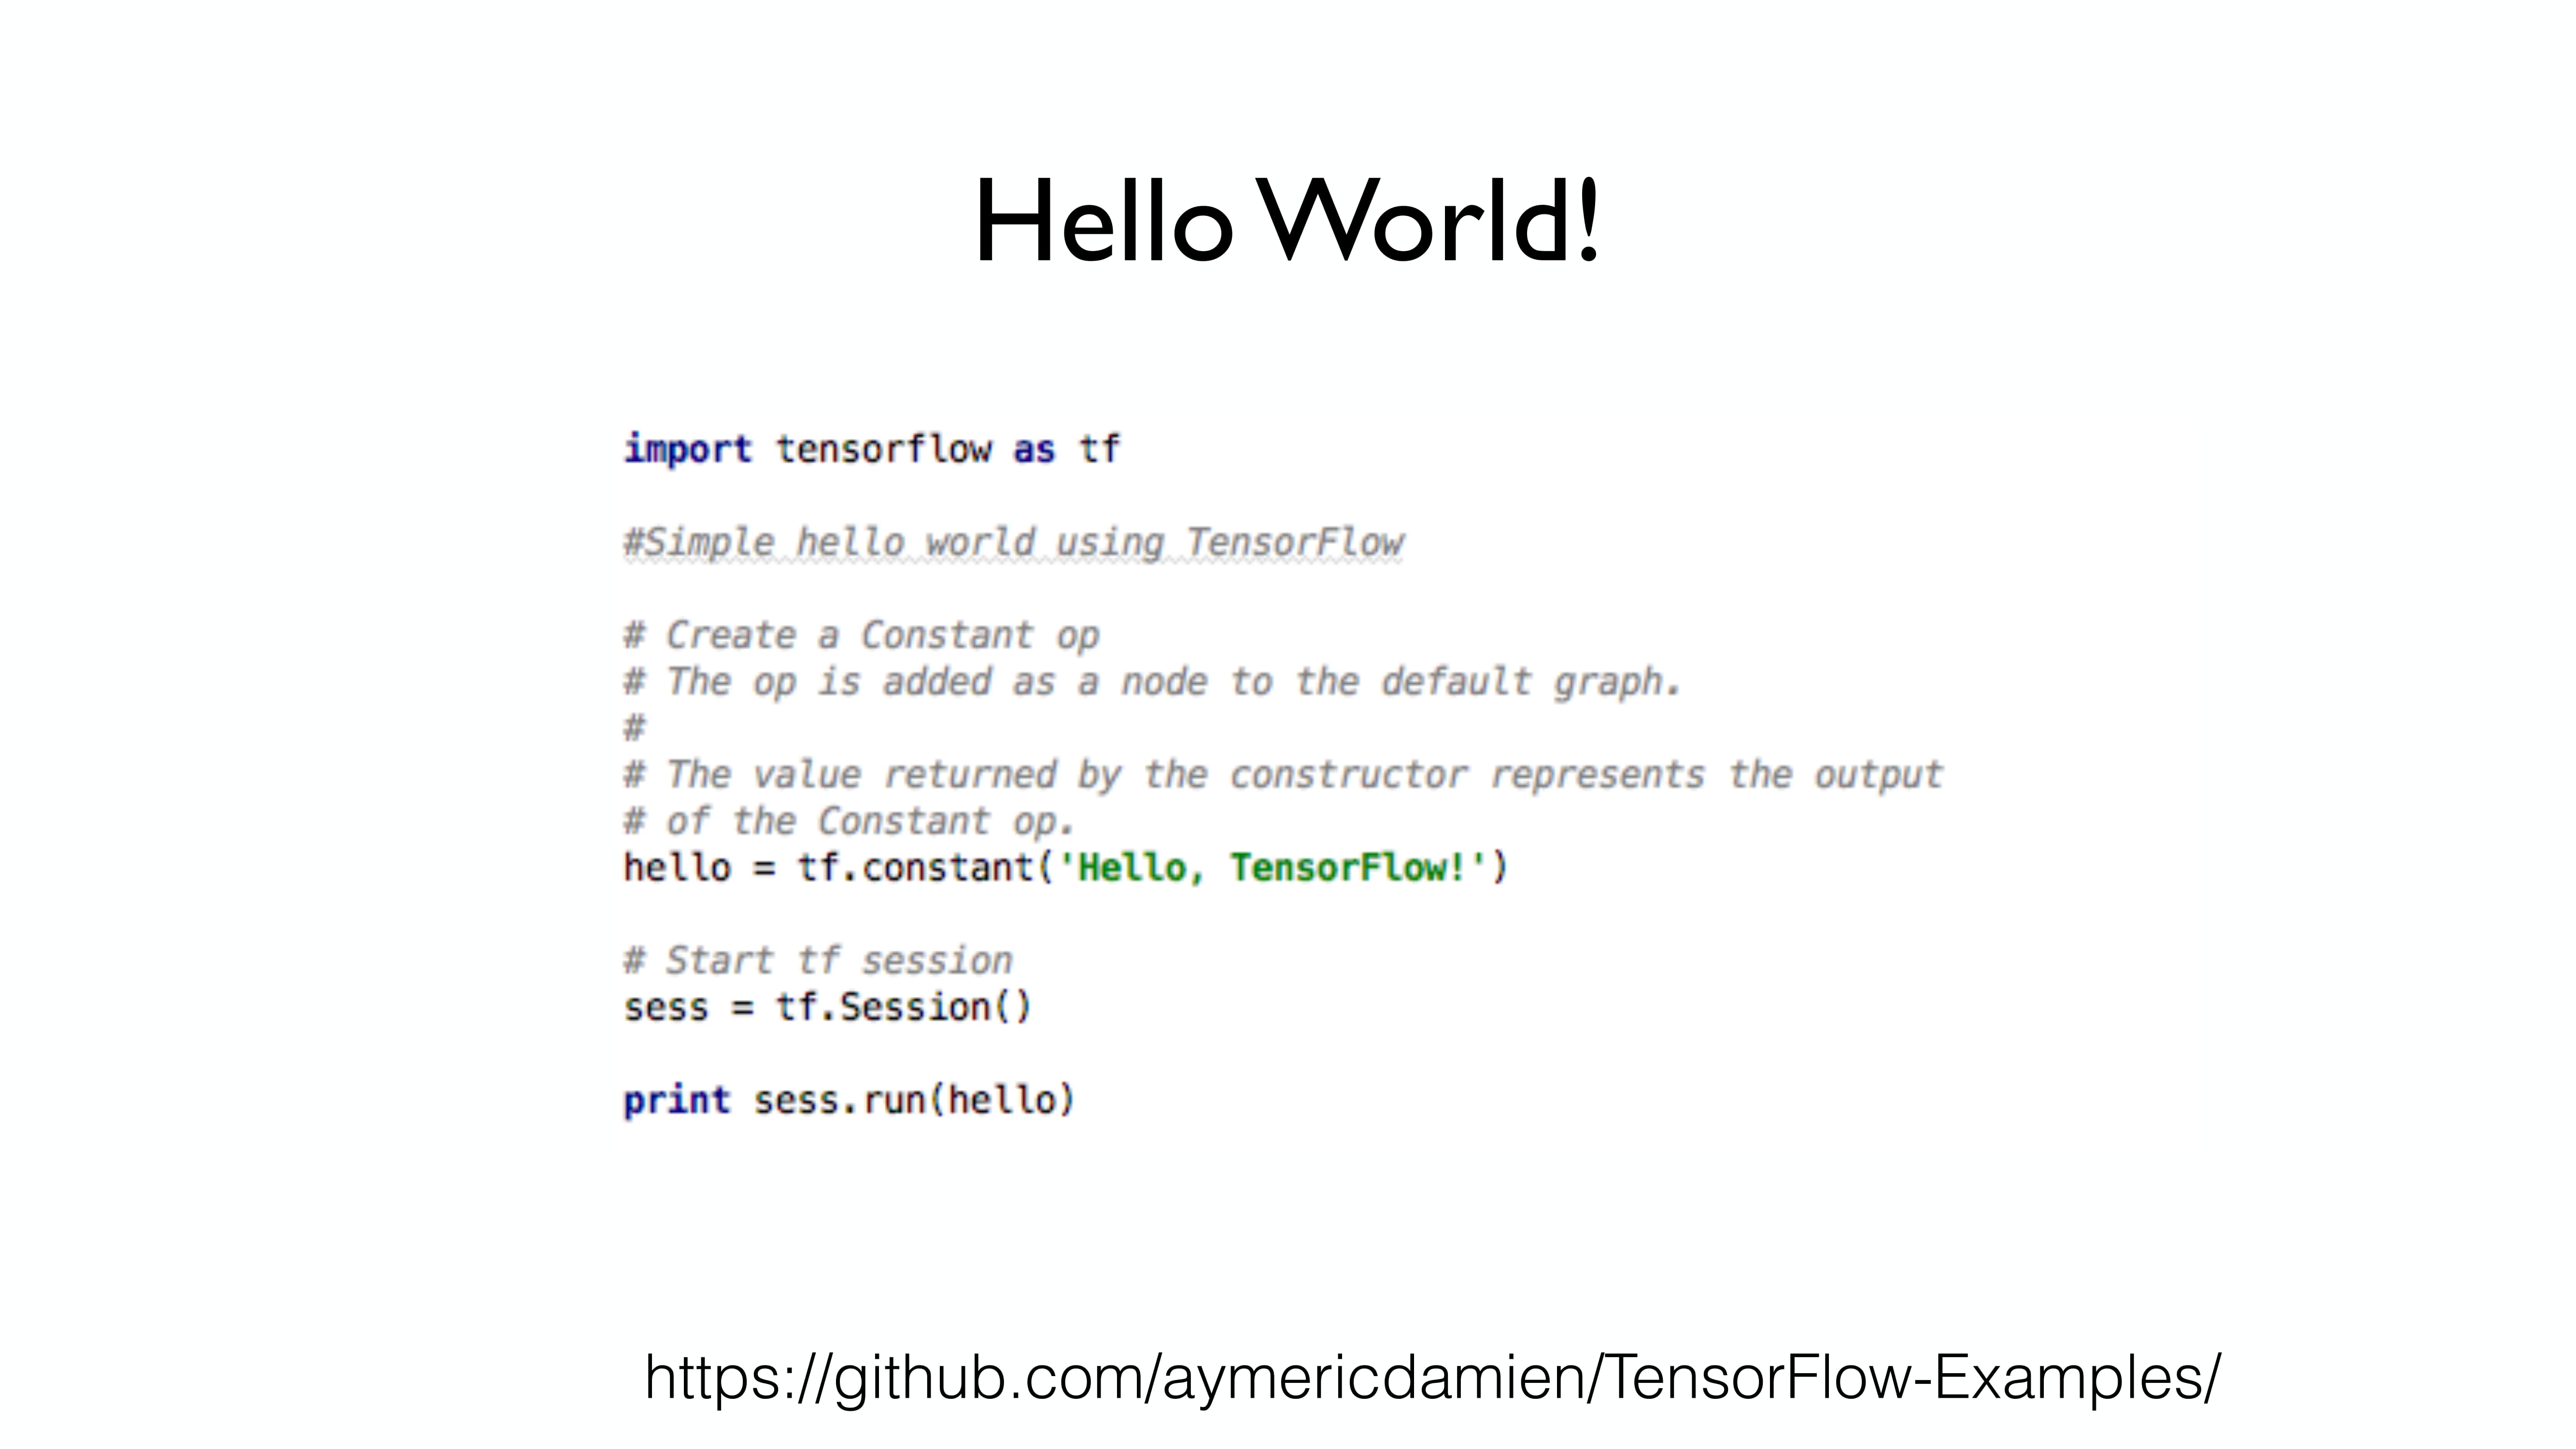 Hello World!
import tensorflow as tf
#Simple hello world using TensorFlow
# Create a Constant op
# The op is added as a node to the default graph.
#
# The value returned by the constructor represents the output
# of the Constant op.
hello = tf.constant('Hello, TensorFlow!')
# Start tf session
sess = tf.Session()
print sess.run(hello)
https://github.com/aymericdamien/TensorFlow-Examples/